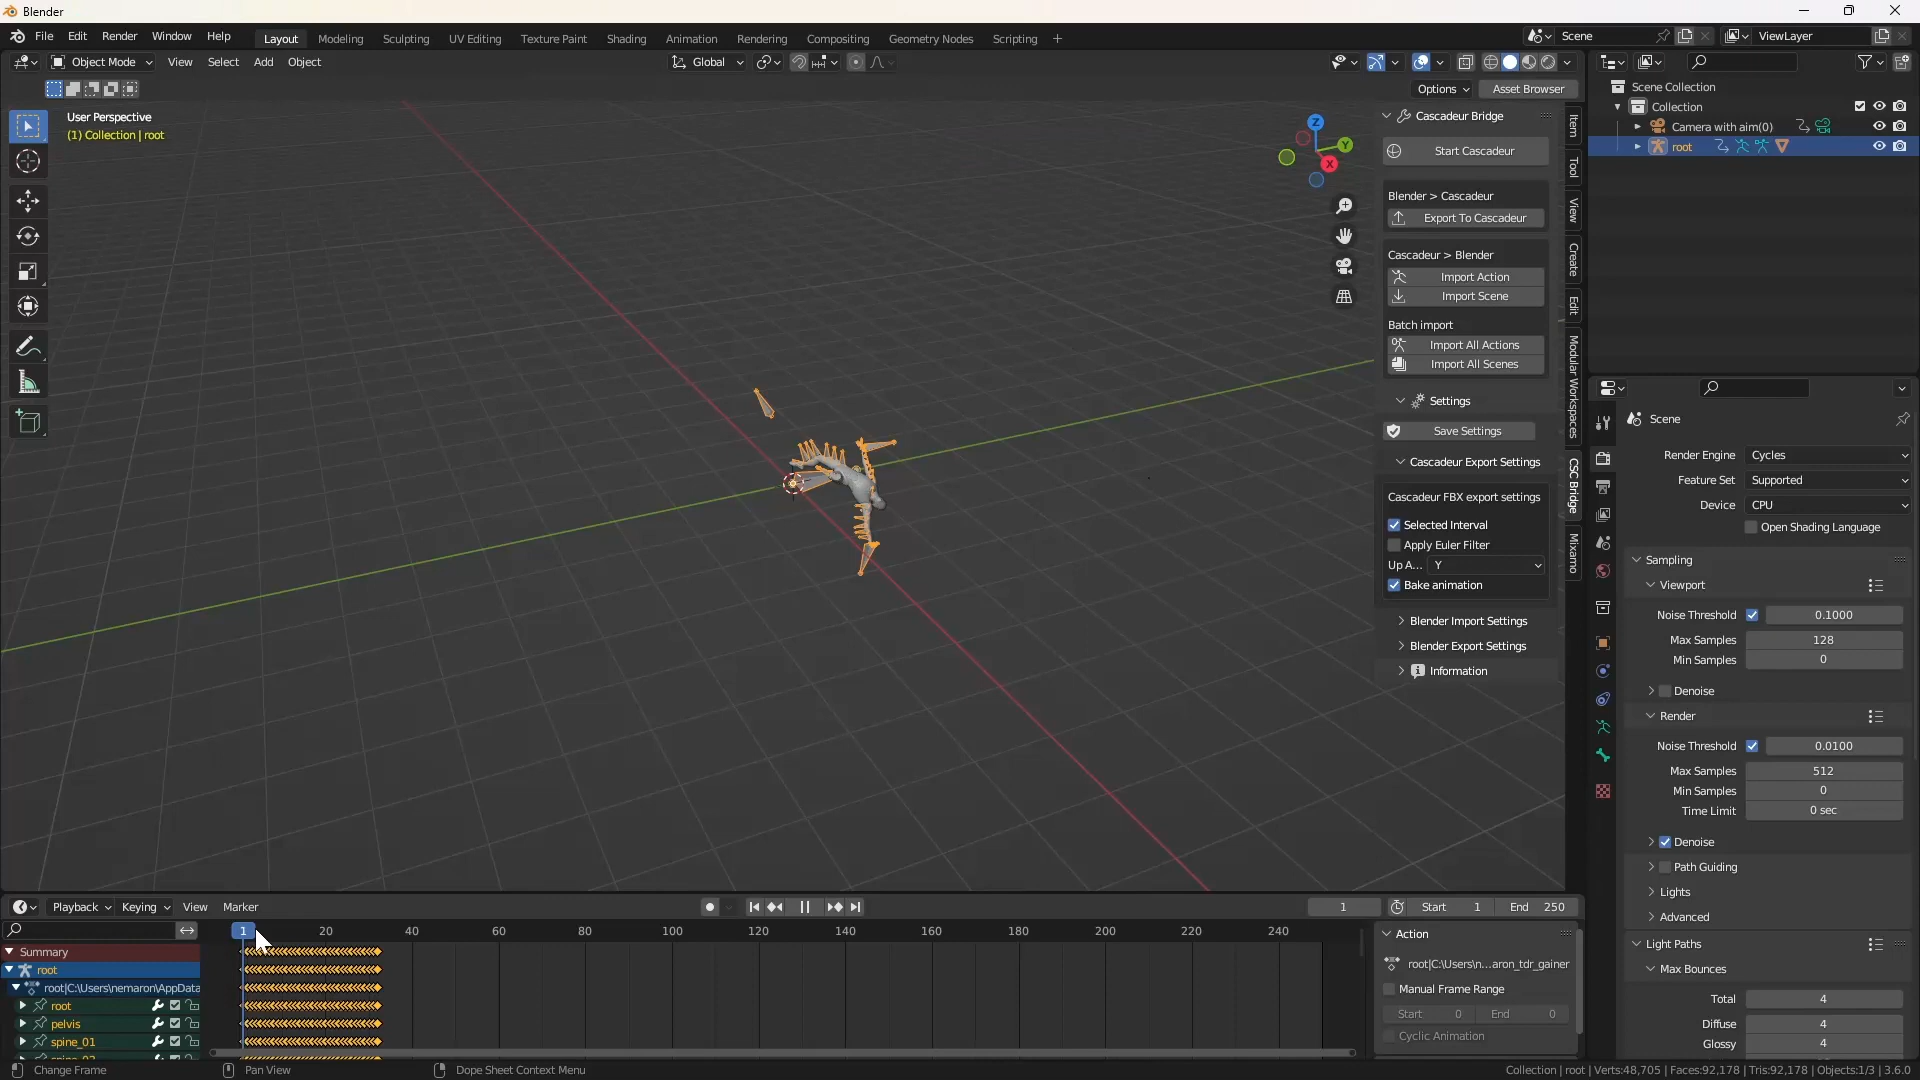 Blender
File Edit Render Window Help
Layout Modeling Sculpting UV Editing Texture Paint Shading Animation Rendering Compositing Geometry Nodes Scripting +
Scene
ViewLayer
Object Mode View Select Add Object
Global
Options
Asset Browser
User Perspective
(1) Collection | root
Z
Y
X
Cascadeur Bridge
Start Cascadeur
Blender > Cascadeur
Export To Cascadeur
Cascadeur > Blender
Import Action
Import Scene
Batch import
Import All Actions
Import All Scenes
Settings
Save Settings
Cascadeur Export Settings
Cascadeur FBX export settings
Selected Interval
Apply Euler Filter
Up A... Y
Bake animation
Blender Import Settings
Blender Export Settings
Information
Item
Tool
View
Create
Edit
Modular Workspaces
CSC Bridge
Mixamo
Scene Collection
Collection
Camera with aim(0)
root
Scene
Render Engine Cycles
Feature Set Supported
Device CPU
Open Shading Language
Sampling
Viewport
Noise Threshold 0.1000
Max Samples 128
Min Samples 0
Denoise
Render
Noise Threshold 0.0100
Max Samples 512
Min Samples 0
Time Limit 0 sec
Denoise
Path Guiding
Lights
Advanced
Light Paths
Max Bounces
Total 4
Diffuse 4
Glossy 4
Playback Keying View Marker
1
Start 1 End 250
1 20 40 60 80 100 120 140 160 180 200 220 240
Summary
root
root|C:\Users\nemaron\AppData
root
pelvis
spine_01
Action
root|C:\Users\n...aron_tdr_gainer
Manual Frame Range
Start 0 End 0
Cyclic Animation
Change Frame
Pan View
Dope Sheet Context Menu
Collection | root | Verts:48,705 | Faces:92,178 | Tris:92,178 | Objects:1/3 | 3.6.0